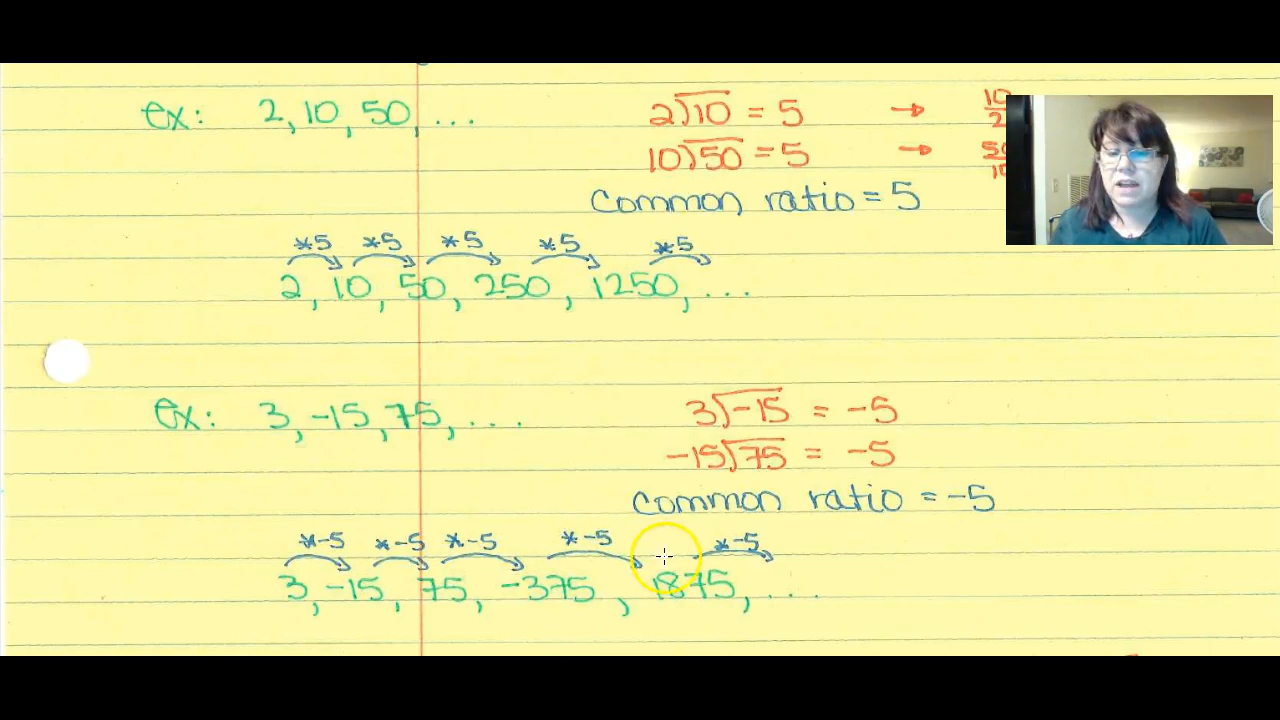 ex: 2, 10, 50, ...
2)10 = 5 → 10/2
10)50 = 5 →
common ratio = 5
*5 *5 *5 *5 *5
2, 10, 50, 250, 1250, ...
ex: 3, -15, 75, ...
3)-15 = -5
-15)75 = -5
common ratio = -5
*-5 *-5 *-5 *-5 *-5
3, -15, 75, -375, 1875, ...